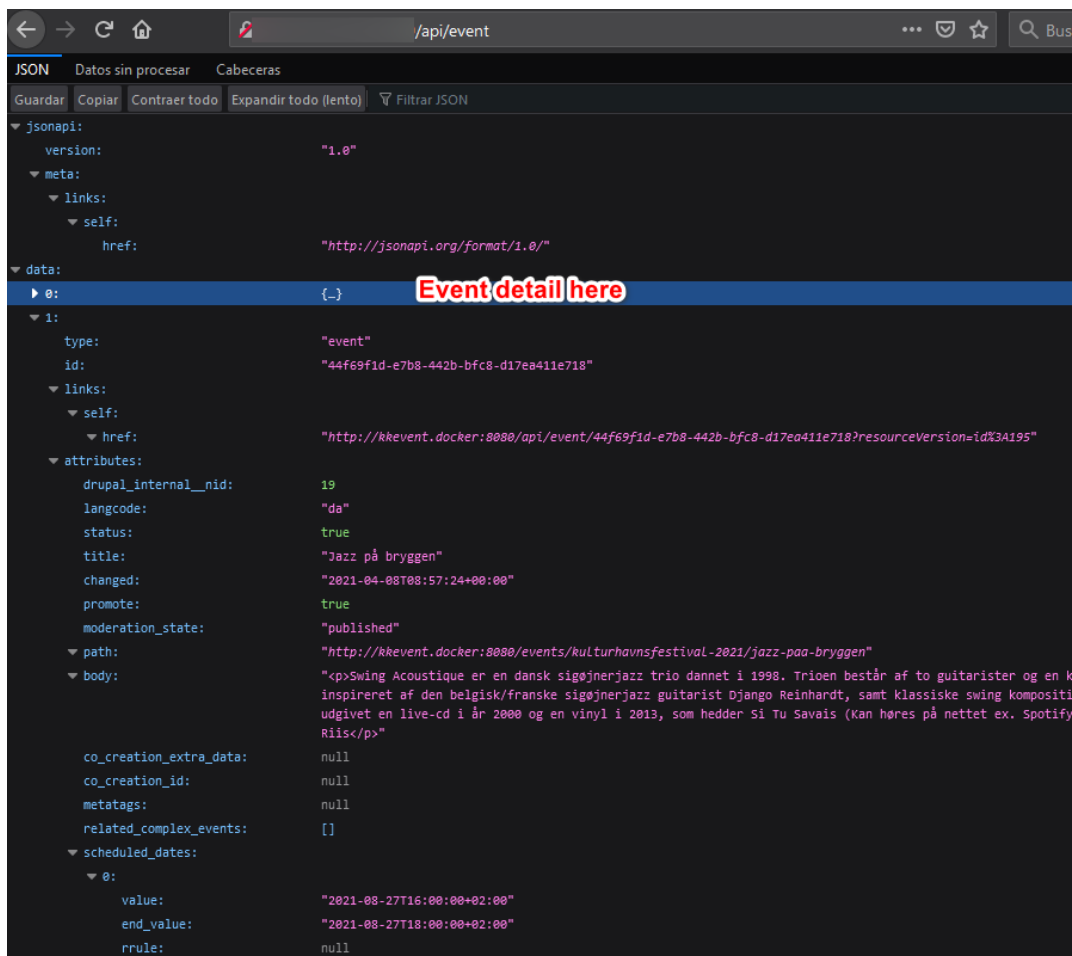 /api/event
Bus
JSON Datos sin procesar Cabeceras
Guardar Copiar Contraer todo Expandir todo (lento) Filtrar JSON
jsonapi:
version: "1.0"
meta:
links:
self:
href: "http://jsonapi.org/format/1.0/"
data:
0: {…} Event detail here
1:
type: "event"
id: "44f69f1d-e7b8-442b-bfc8-d17ea411e718"
links:
self:
href: "http://kkevent.docker:8080/api/event/44f69f1d-e7b8-442b-bfc8-d17ea411e718?resourceVersion=id%3A195"
attributes:
drupal_internal__nid: 19
langcode: "da"
status: true
title: "Jazz på bryggen"
changed: "2021-04-08T08:57:24+00:00"
promote: true
moderation_state: "published"
path: "http://kkevent.docker:8080/events/kulturhavnsfestival-2021/jazz-paa-bryggen"
body: "<p>Swing Acoustique er en dansk sigøjnerjazz trio dannet i 1998. Trioen består af to guitarister og en k
inspireret af den belgisk/franske sigøjnerjazz guitarist Django Reinhardt, samt klassiske swing kompositi
udgivet en live-cd i år 2000 og en vinyl i 2013, som hedder Si Tu Savais (Kan høres på nettet ex. Spotify
Riis</p>"
co_creation_extra_data: null
co_creation_id: null
metatags: null
related_complex_events: []
scheduled_dates:
0:
value: "2021-08-27T16:00:00+02:00"
end_value: "2021-08-27T18:00:00+02:00"
rrule: null